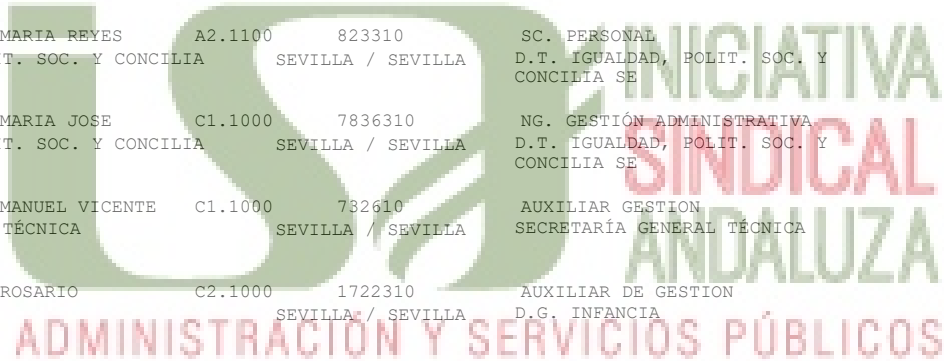 MARIA REYES A2.1100 823310 SC. PERSONAL
IT. SOC. Y CONCILIA SEVILLA / SEVILLA D.T. IGUALDAD, POLIT. SOC. Y
CONCILIA SE
MARIA JOSE C1.1000 7836310 NG. GESTIÓN ADMINISTRATIVA
IT. SOC. Y CONCILIA SEVILLA / SEVILLA D.T. IGUALDAD, POLIT. SOC. Y
CONCILIA SE
MANUEL VICENTE C1.1000 732610 AUXILIAR GESTION
TÉCNICA SEVILLA / SEVILLA SECRETARÍA GENERAL TÉCNICA
ROSARIO C2.1000 1722310 AUXILIAR DE GESTION
SEVILLA / SEVILLA D.G. INFANCIA
isa
INICIATIVA
SINDICAL
ANDALUZA
ADMINISTRACIÓN Y SERVICIOS PÚBLICOS